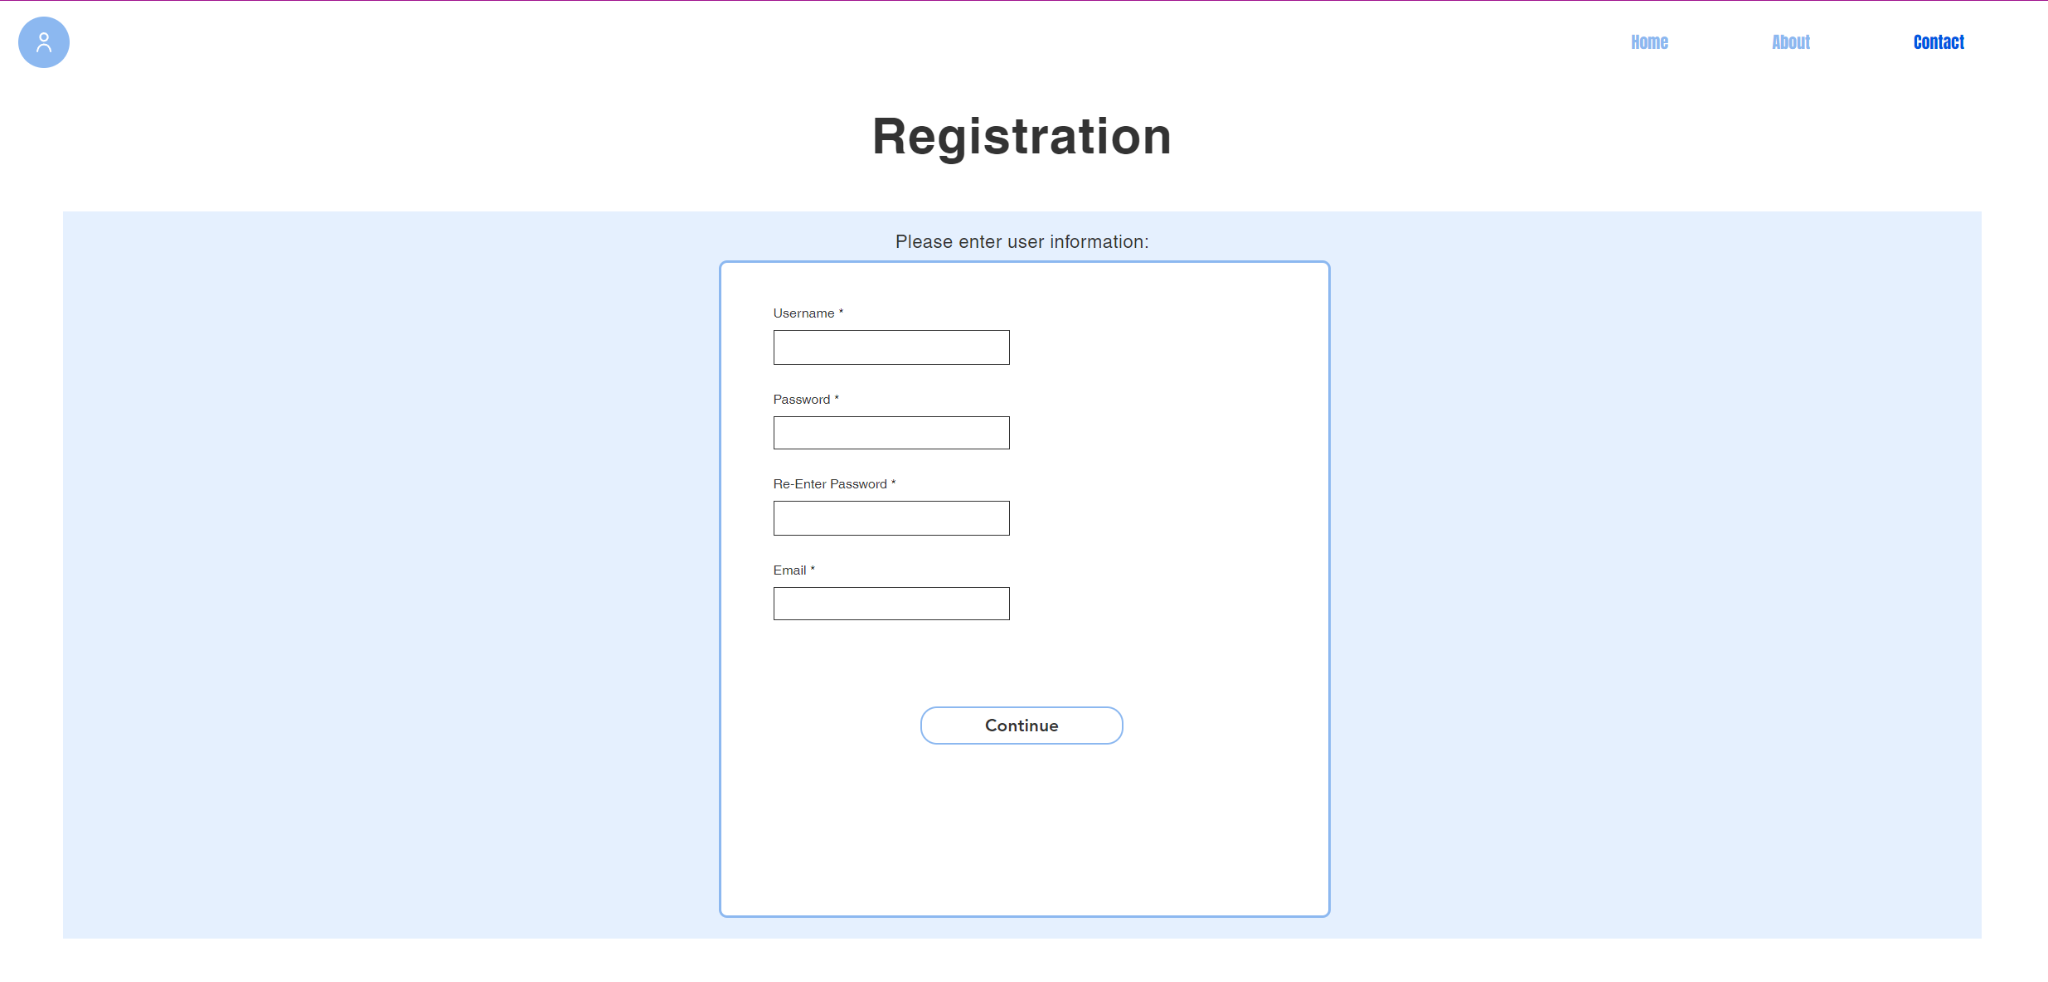 Home About Contact
Registration
Please enter user information:
Username *
Password *
Re-Enter Password *
Email *
Continue